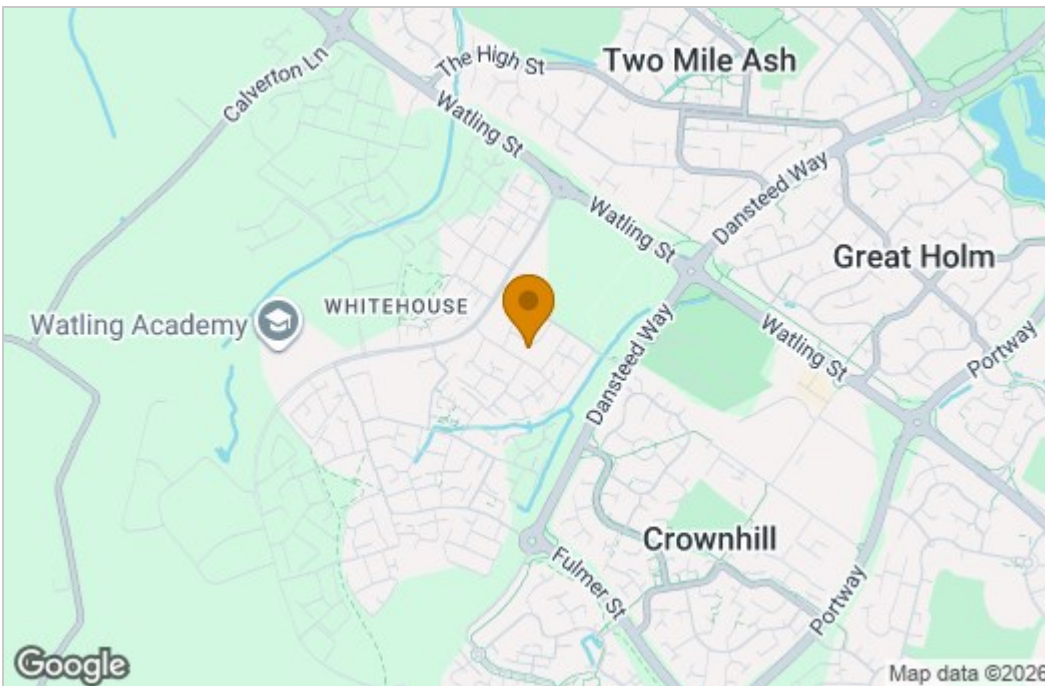 Two Mile Ash
The High St
Calverton Ln
Watling St
Dansteed Way
Watling St
Great Holm
WHITEHOUSE
Watling Academy
Watling St
Portway
Dansteed Way
Crownhill
Fulmer St
Portway
Google
Map data ©2026